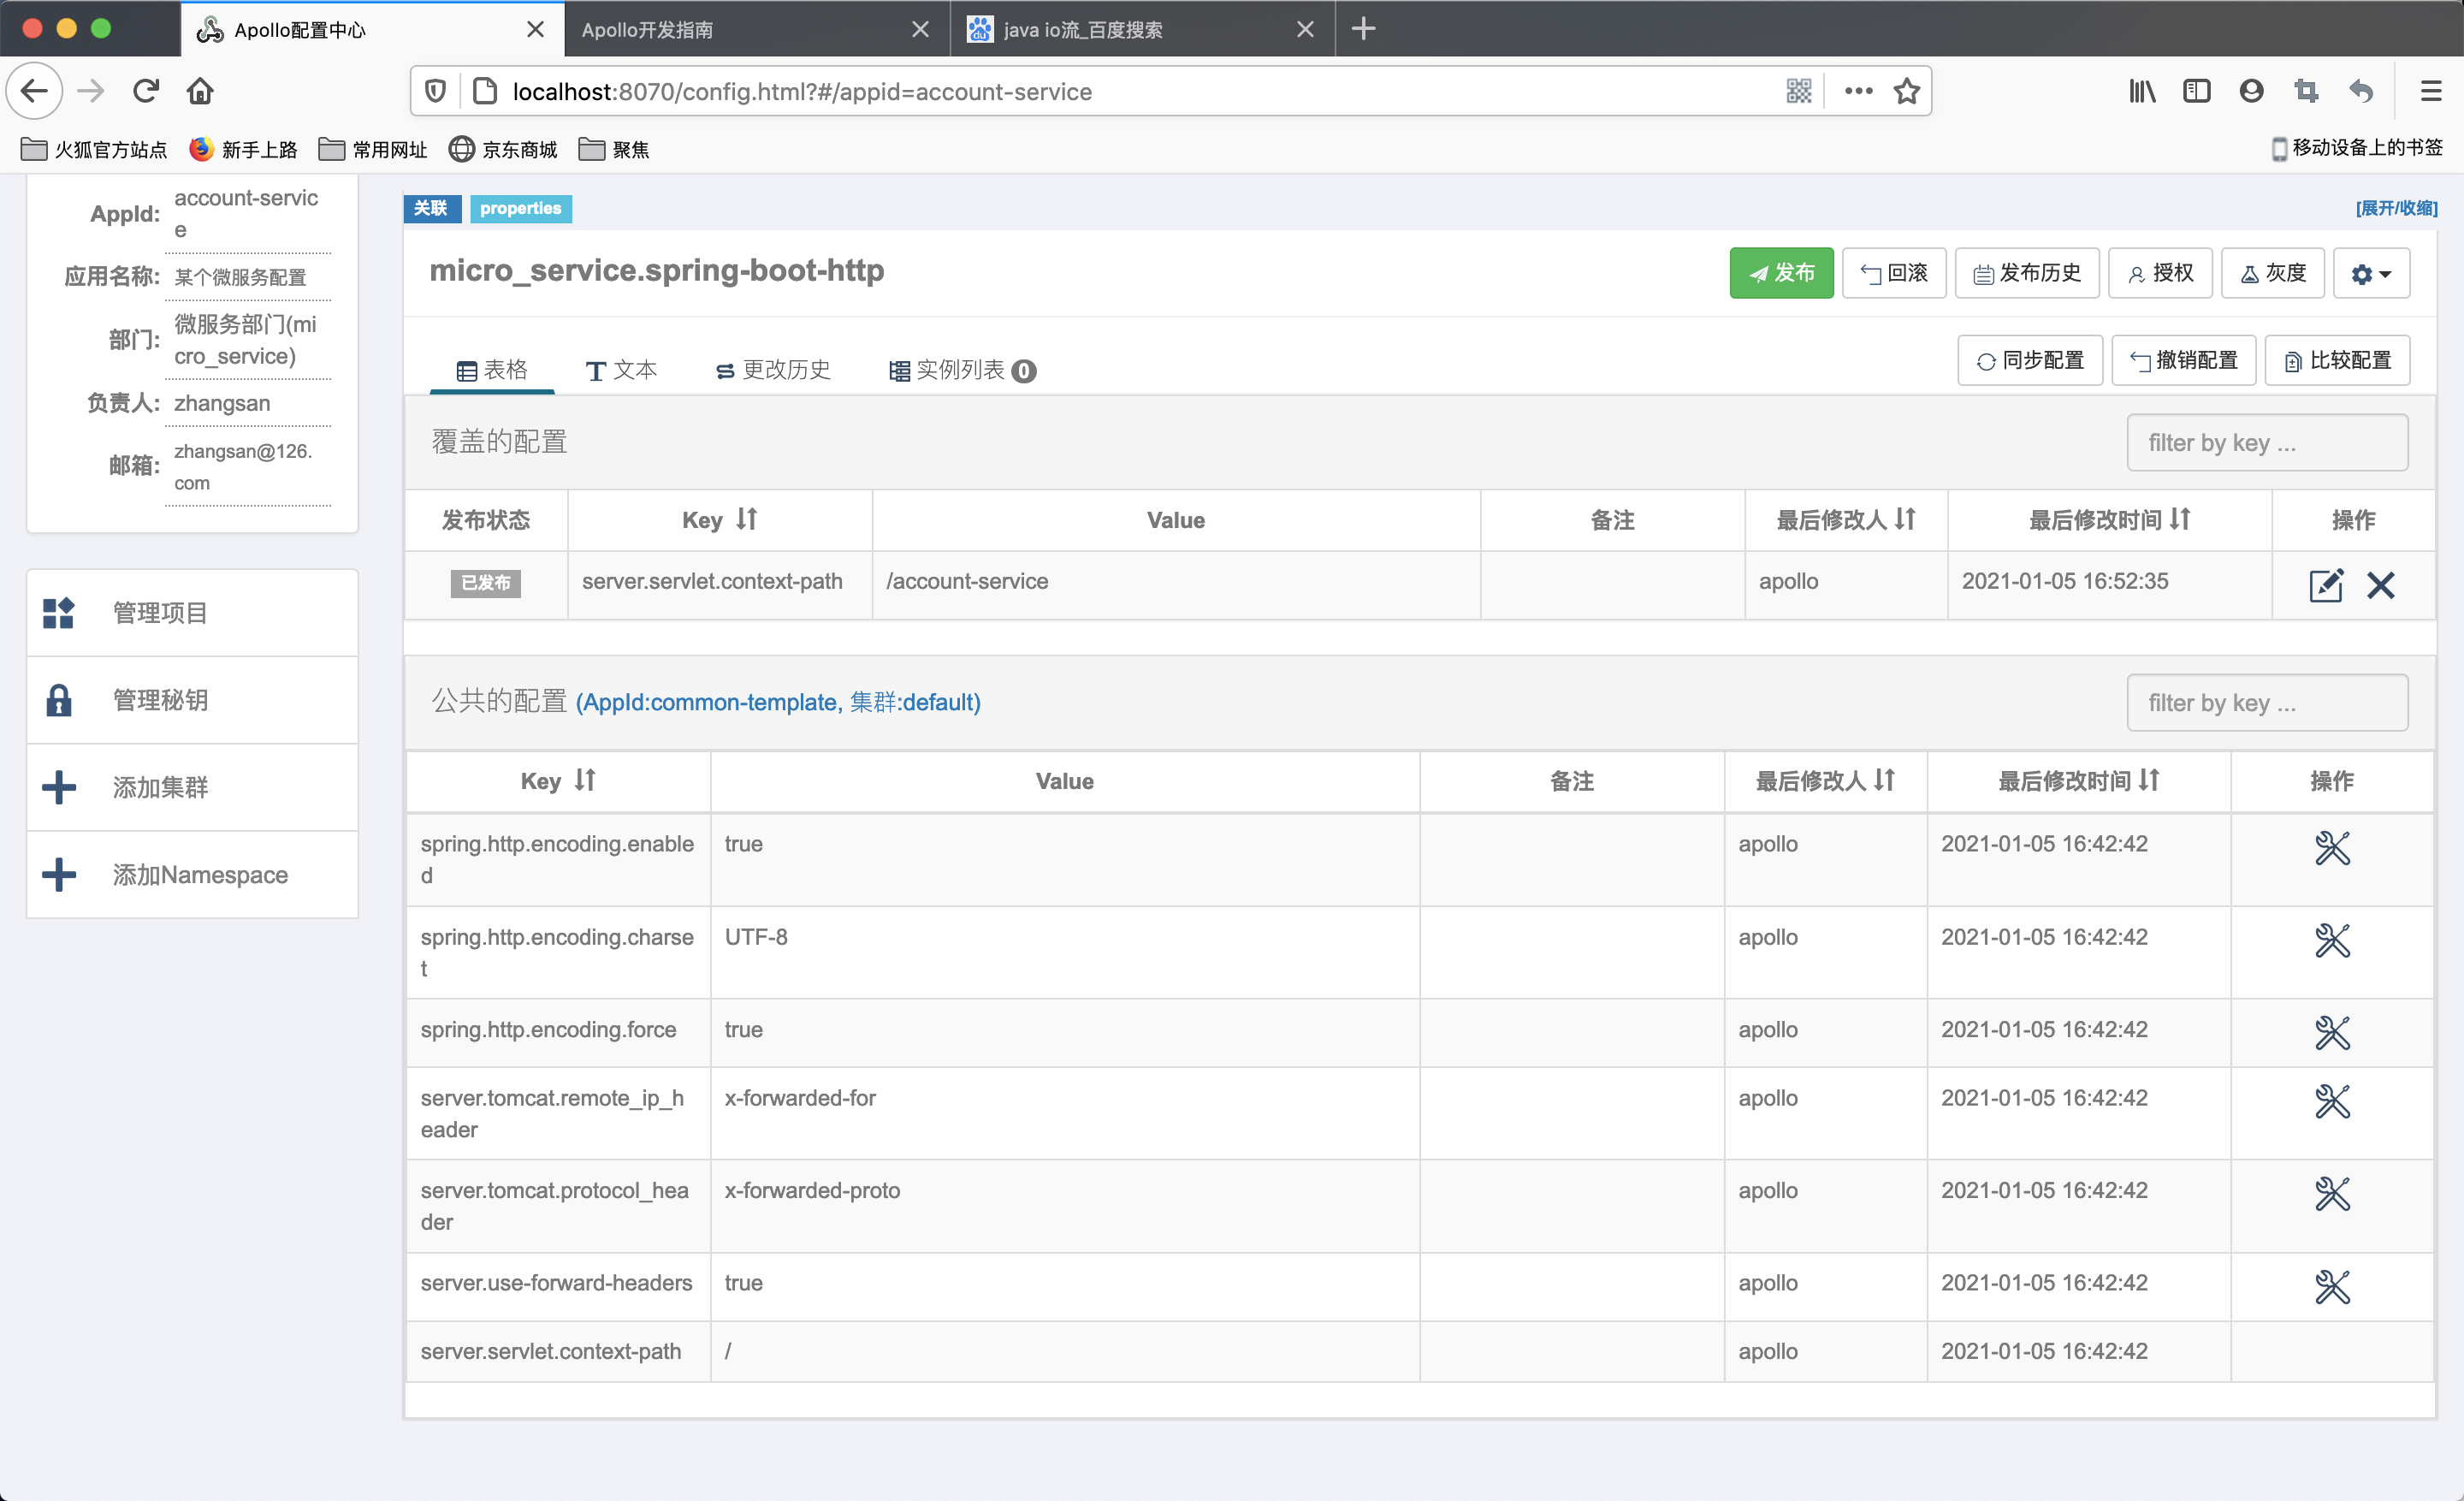 Apollo配置中心
Apollo开发指南
java io流_百度搜索
localhost:8070/config.html?#/appid=account-service
火狐官方站点 新手上路 常用网址 京东商城 聚焦 移动设备上的书签
AppId: account-servic
e
应用名称: 某个微服务配置
部门: 微服务部门(mi
cro_service)
负责人: zhangsan
邮箱: zhangsan@126.
com
管理项目
管理秘钥
添加集群
添加Namespace
关联 properties [展开/收缩]
micro_service.spring-boot-http 发布 回滚 发布历史 授权 灰度
表格 文本 更改历史 实例列表 0 同步配置 撤销配置 比较配置
覆盖的配置 filter by key ...
发布状态 Key Value 备注 最后修改人 最后修改时间 操作
已发布 server.servlet.context-path /account-service apollo 2021-01-05 16:52:35
公共的配置 (AppId:common-template, 集群:default) filter by key ...
Key Value 备注 最后修改人 最后修改时间 操作
spring.http.encoding.enable true apollo 2021-01-05 16:42:42
d
spring.http.encoding.charse UTF-8 apollo 2021-01-05 16:42:42
t
spring.http.encoding.force true apollo 2021-01-05 16:42:42
server.tomcat.remote_ip_h x-forwarded-for apollo 2021-01-05 16:42:42
eader
server.tomcat.protocol_hea x-forwarded-proto apollo 2021-01-05 16:42:42
der
server.use-forward-headers true apollo 2021-01-05 16:42:42
server.servlet.context-path / apollo 2021-01-05 16:42:42